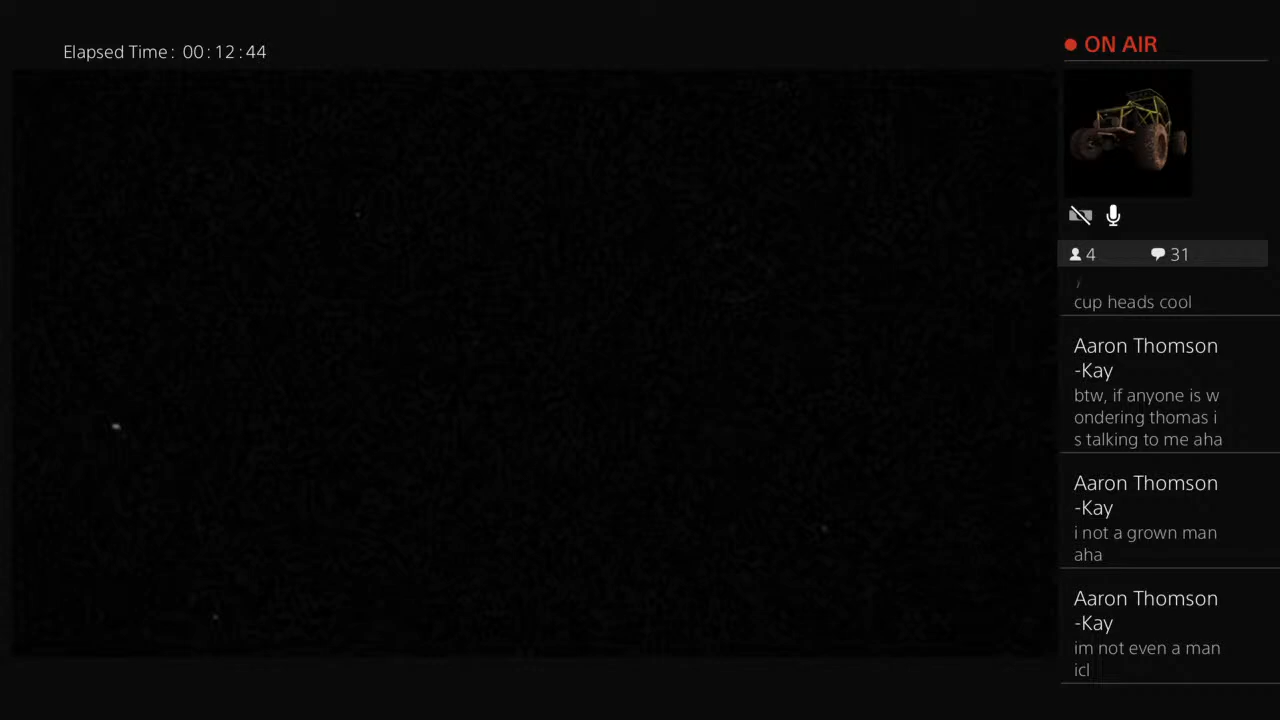 Elapsed Time: 00:12:44
ON AIR
4 31
cup heads cool
Aaron Thomson
-Kay
btw, if anyone is w
ondering thomas i
s talking to me aha
Aaron Thomson
-Kay
i not a grown man
aha
Aaron Thomson
-Kay
im not even a man
icl